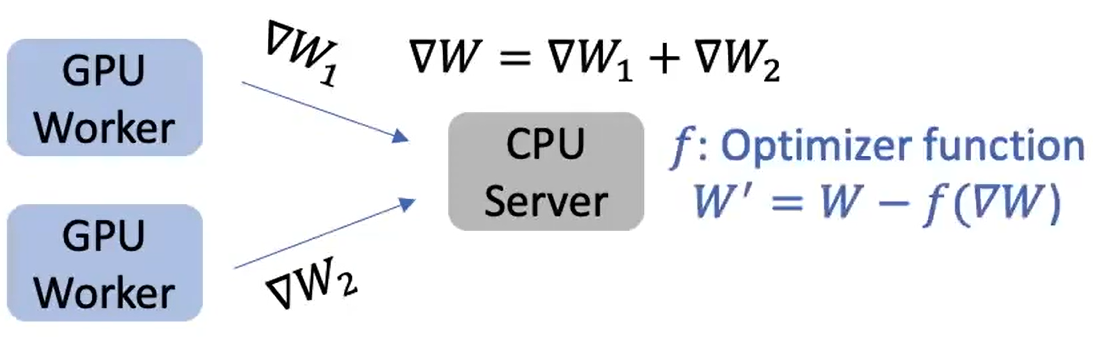 GPU
Worker
∇W₁
∇W = ∇W₁ + ∇W₂
CPU
Server
f: Optimizer function
W′ = W − f(∇W)
GPU
Worker
∇W₂